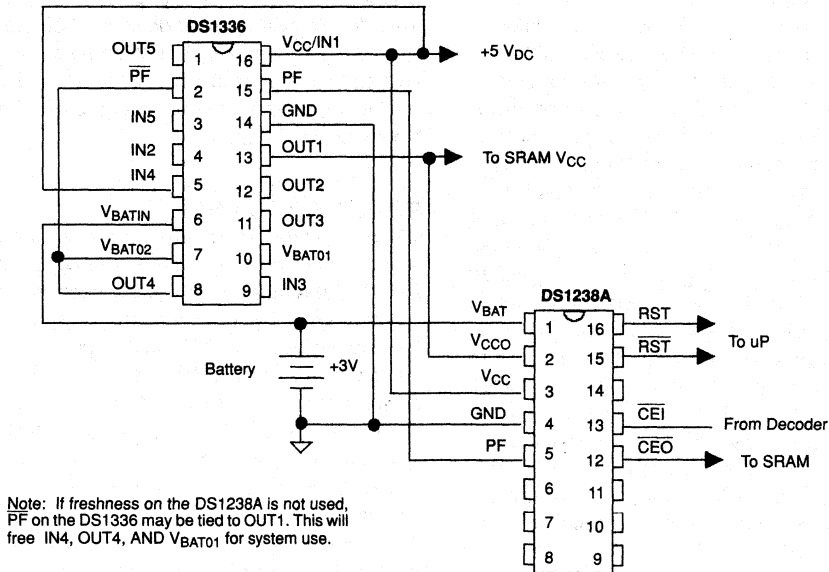 DS1336
OUT5 1 16 VCC/IN1 +5 VDC
PF 2 15 PF
IN5 3 14 GND
IN2 4 13 OUT1 To SRAM VCC
IN4 5 12 OUT2
VBATIN 6 11 OUT3
VBAT02 7 10 VBAT01
OUT4 8 9 IN3
DS1238A
VBAT 1 16 RST
VCCO 2 15 RST To uP
Battery +3V
VCC 3 14
GND 4 13 CEI From Decoder
PF 5 12 CEO To SRAM
6 11
7 10
8 9
Note: If freshness on the DS1238A is not used,
PF on the DS1336 may be tied to OUT1. This will
free IN4, OUT4, AND VBAT01 for system use.